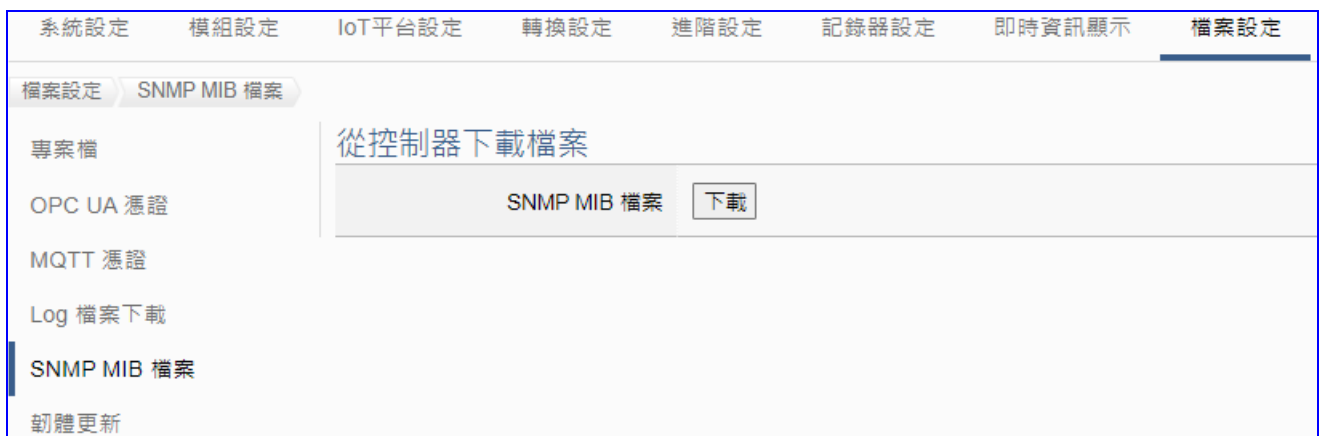 系統設定 模組設定 IoT平台設定 轉換設定 進階設定 記錄器設定 即時資訊顯示 檔案設定
檔案設定 SNMP MIB 檔案
專案檔
OPC UA 憑證
MQTT 憑證
Log 檔案下載
SNMP MIB 檔案
韌體更新
從控制器下載檔案
SNMP MIB 檔案 下載